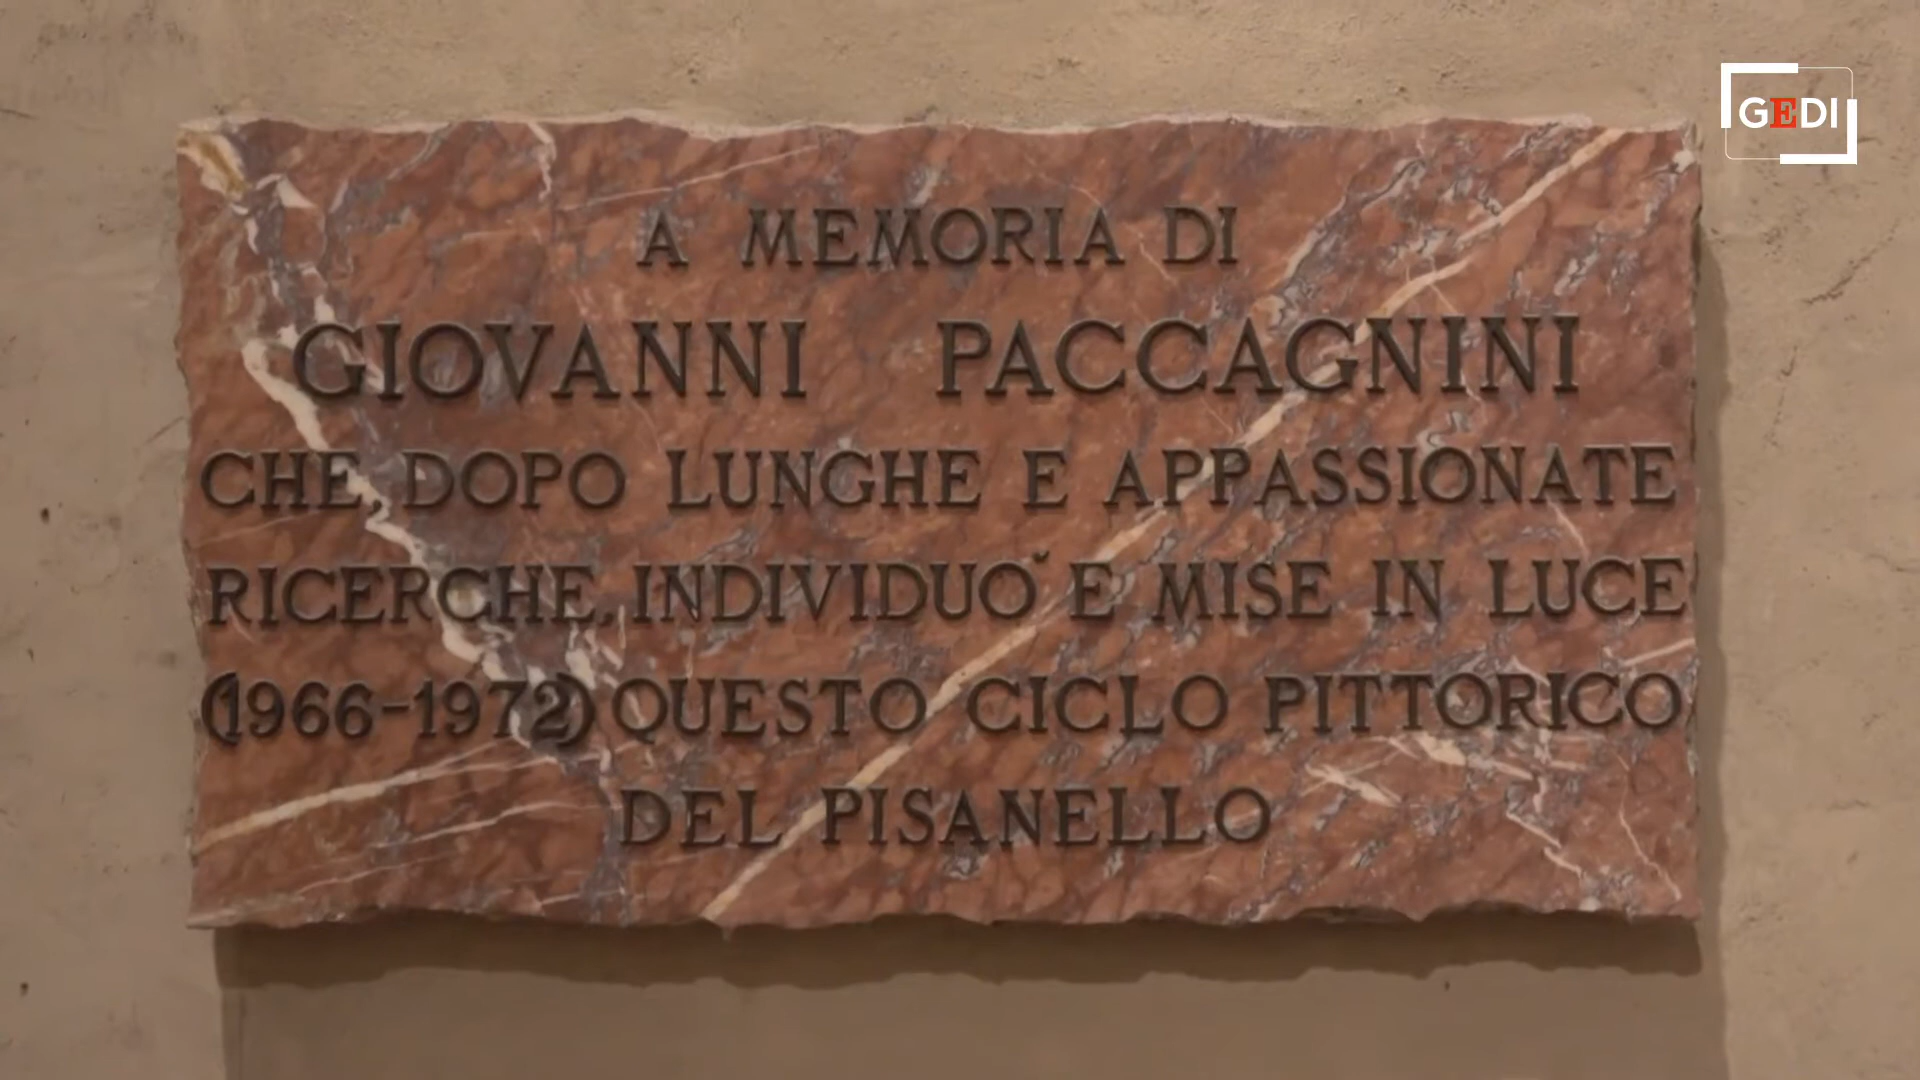 GEDI
A MEMORIA DI
GIOVANNI PACCAGNINI
CHE DOPO LUNGHE E APPASSIONATE
RICERCHE, INDIVIDUO˘ E MISE IN LUCE
(1966-1972) QUESTO CICLO PITTORICO
DEL PISANELLO